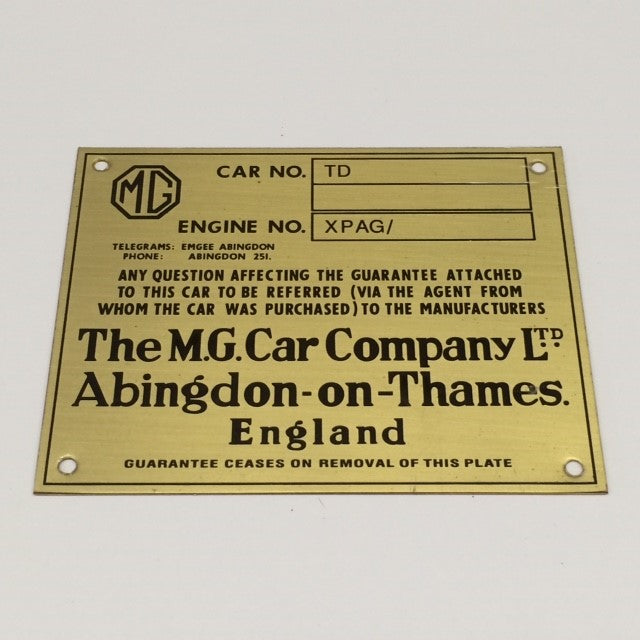 MG
CAR NO. TD
ENGINE NO. XPAG/
TELEGRAMS: EMGEE ABINGDON
PHONE: ABINGDON 251.
ANY QUESTION AFFECTING THE GUARANTEE ATTACHED
TO THIS CAR TO BE REFERRED (VIA THE AGENT FROM
WHOM THE CAR WAS PURCHASED) TO THE MANUFACTURERS
The M.G. Car Company LTD.
Abingdon-on-Thames.
England
GUARANTEE CEASES ON REMOVAL OF THIS PLATE